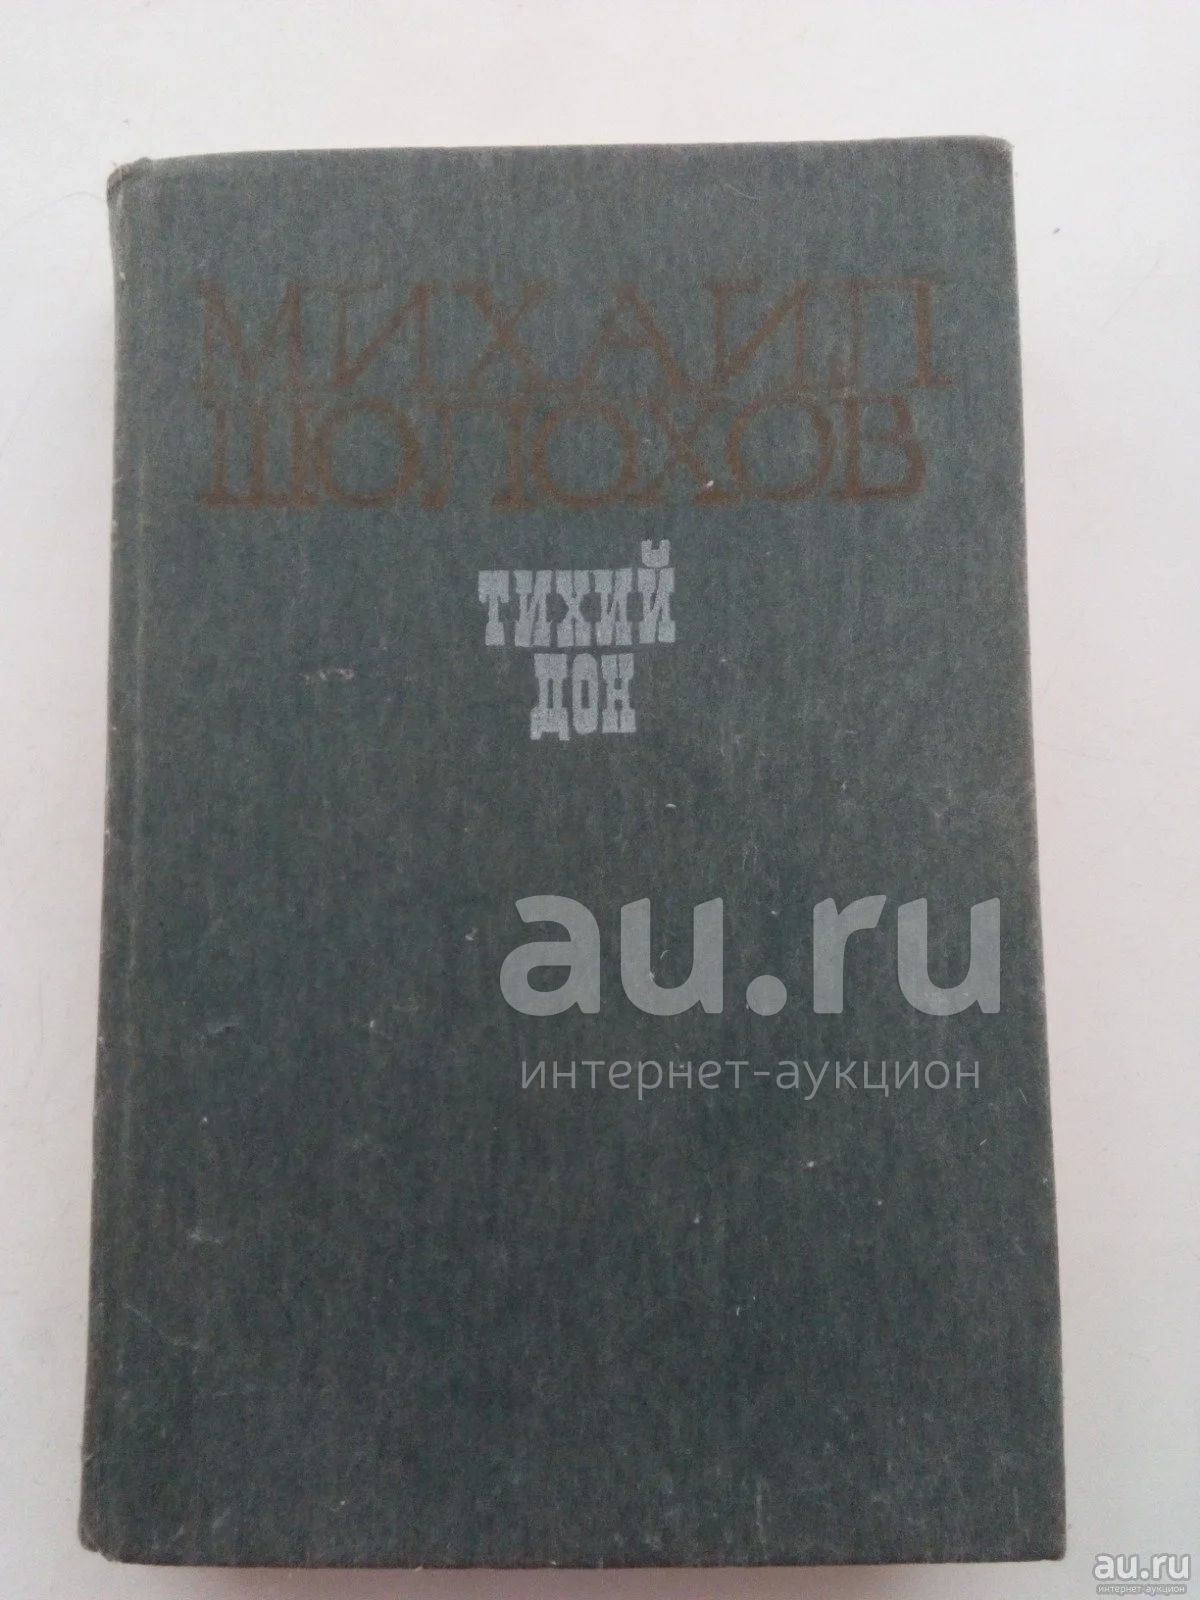 МИХАИЛ
ШОЛОХОВ
ТИХИЙ
ДОН
au.ru
интернет-аукцион
au.ru
интернет-аукцион